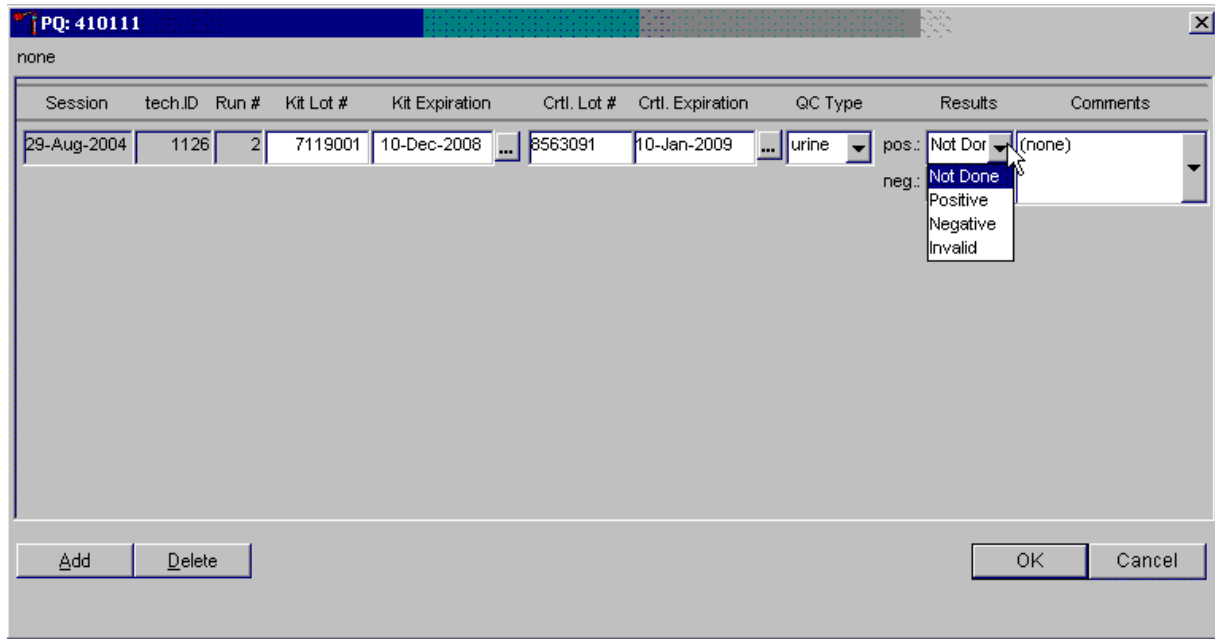 PQ: 410111
none
Session tech.ID Run # Kit Lot # Kit Expiration Crtl. Lot # Crtl. Expiration QC Type Results Comments
29-Aug-2004 1126 2 7119001 10-Dec-2008 ... 8563091 10-Jan-2009 ... urine pos.: Not Dor (none)
neg.: Not Done
Positive
Negative
Invalid
Add Delete OK Cancel